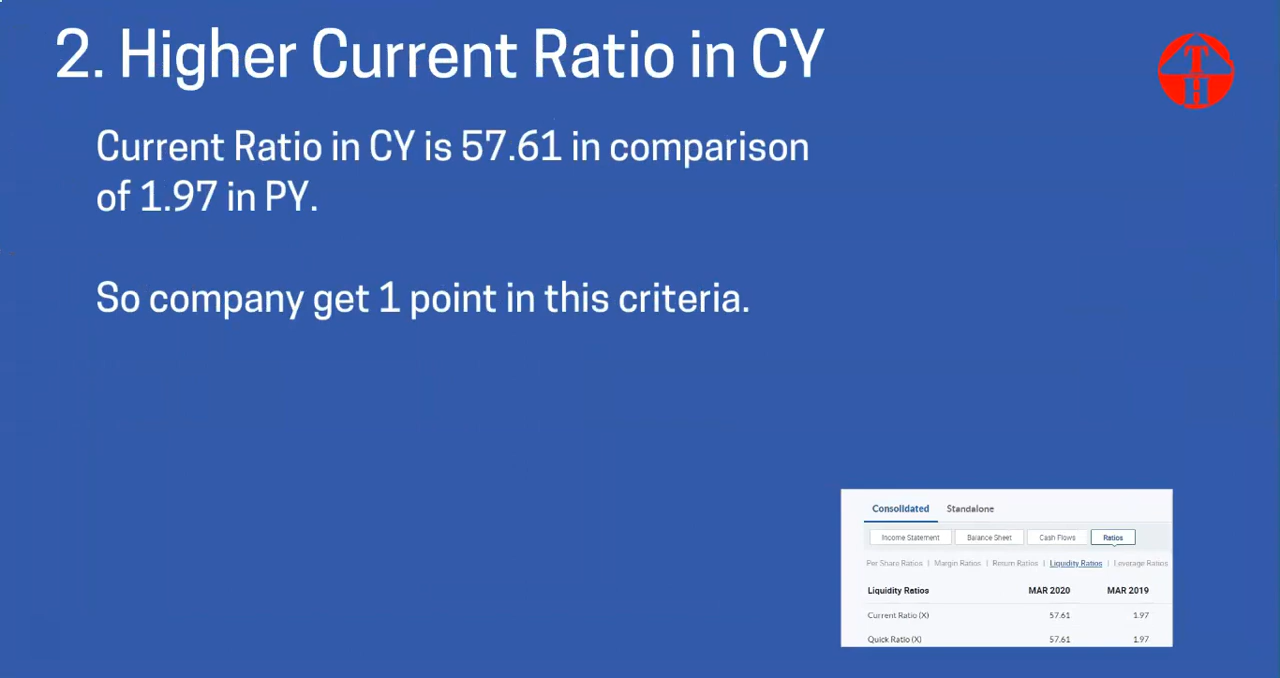 2. Higher Current Ratio in CY
T
H
Current Ratio in CY is 57.61 in comparison
of 1.97 in PY.
So company get 1 point in this criteria.
Consolidated Standalone
Income Statement Balance Sheet Cash Flows Ratios
Per Share Ratios | Margin Ratios | Return Ratios | Liquidity Ratios | Leverage Ratios
Liquidity Ratios MAR 2020 MAR 2019
Current Ratio (X) 57.61 1.97
Quick Ratio (X) 57.61 1.97